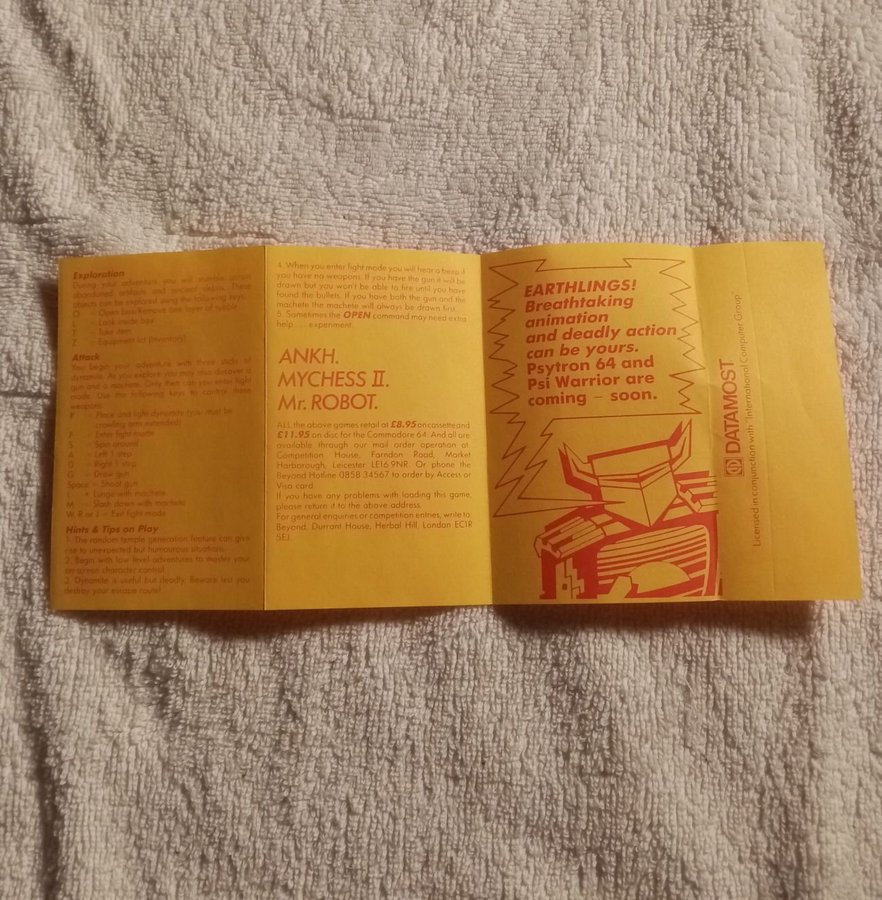 Exploration
During your adventure you will stumble across
abandoned artifacts and ancient relics. These
objects can be explored using the following keys:
O – Open box/Remove one layer of rubble
L – Look inside box
T – Take item
Z – Equipment list (Inventory)
Attack
You begin your adventure with three sticks of
dynamite. As you explore you may also discover a
gun and a machete. Only then can you enter fight
mode. Use the following keys to control these
weapons:
– Place and light dynamite (you must be
crawling arm extended)
F – Enter fight mode
S – Spin around
A – Left 1 step
D – Right 1 step
G – Draw gun
Space – Shoot gun
– Lunge with machete
M – Slash down with machete
W, R or J – Exit fight mode
Hints & Tips on Play
1. The random temple generation feature can give
rise to unexpected but humourous situations.
2. Begin with low level adventures to master your
on-screen character control.
3. Dynamite is useful but deadly. Beware lest you
destroy your escape route!
4. When you enter fight mode you will hear a beep if
you have no weapons. If you have the gun it will be
drawn but you won't be able to fire until you have
found the bullets. If you have both the gun and the
machete the machete will always be drawn first.
5. Sometimes the OPEN command may need extra
help . . . experiment.
ANKH.
MYCHESS II.
Mr. ROBOT.
ALL the above games retail at £8.95 on cassette and
£11.95 on disc for the Commodore 64. And all are
available through our mail order operation at
Competition House, Farndon Road, Market
Harborough, Leicester LE16 9NR. Or phone the
Beyond Hotline 0858 34567 to order by Access or
Visa card.
If you have any problems with loading this game,
please return it to the above address.
For general enquiries or competition entries, write to
Beyond, Durrant House, Herbal Hill, London EC1R
5EJ.
EARTHLINGS!
Breathtaking
animation
and deadly action
can be yours.
Psytron 64 and
Psi Warrior are
coming – soon.
DATAMOST
Licensed in conjunction with "International Computer Group